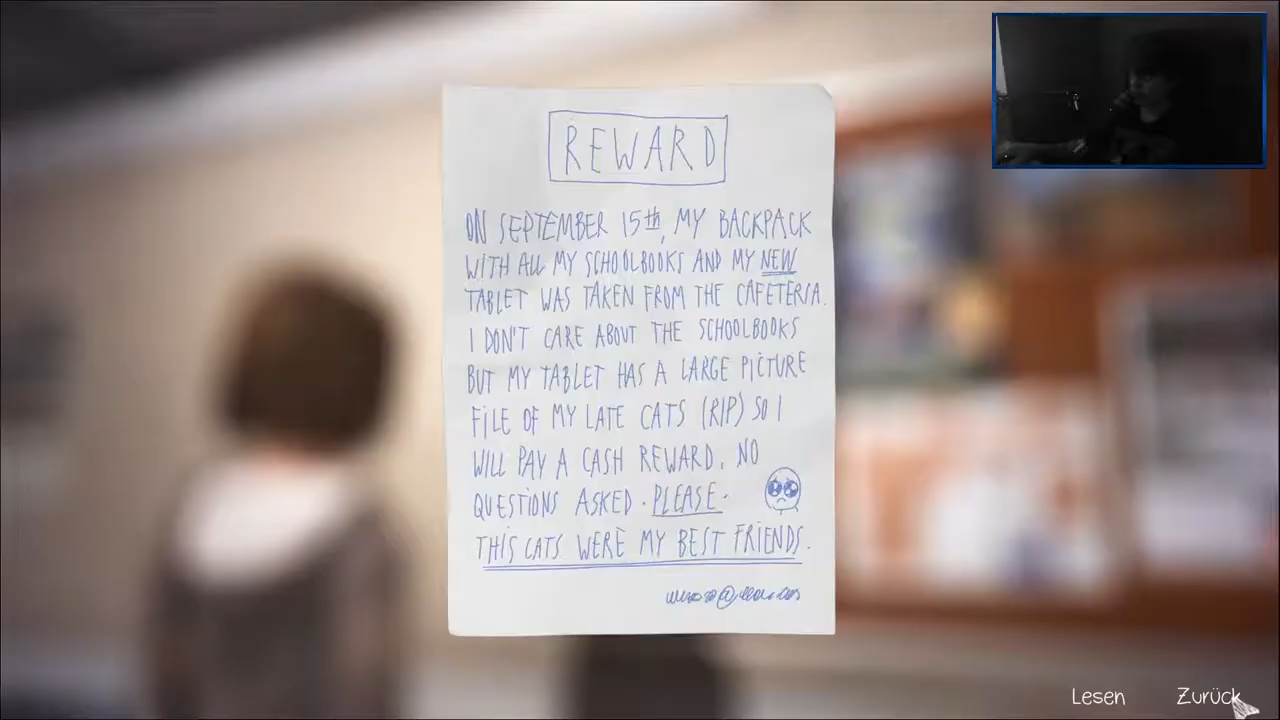 REWARD
ON SEPTEMBER 15th, MY BACKPACK
WITH ALL MY SCHOOLBOOKS AND MY NEW
TABLET WAS TAKEN FROM THE CAFETERIA.
I DON'T CARE ABOUT THE SCHOOLBOOKS
BUT MY TABLET HAS A LARGE PICTURE
FILE OF MY LATE CATS (RIP) SO I
WILL PAY A CASH REWARD. NO
QUESTIONS ASKED. PLEASE.
THIS CATS WERE MY BEST FRIENDS.
Lesen Zurück